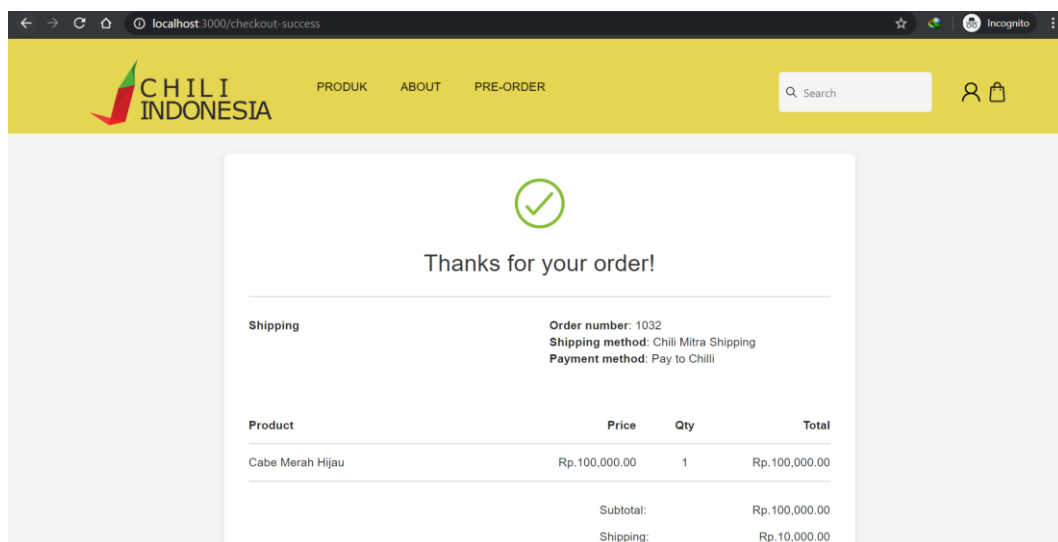 localhost:3000/checkout-success
Incognito
CHILI
INDONESIA
PRODUK ABOUT PRE-ORDER
Search
Thanks for your order!
Shipping
Order number: 1032
Shipping method: Chili Mitra Shipping
Payment method: Pay to Chilli
Product Price Qty Total
Cabe Merah Hijau Rp.100,000.00 1 Rp.100,000.00
Subtotal: Rp.100,000.00
Shipping: Rp.10,000.00